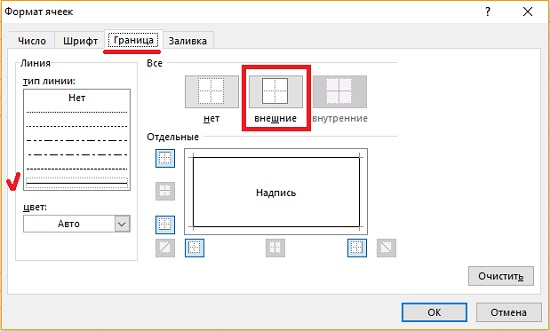 Формат ячеек
? ×
Число Шрифт Граница Заливка
Линия
тип линии:
Нет
цвет:
Авто
Все
нет внешние внутренние
Отдельные
Надпись
Очистить
ОК Отмена